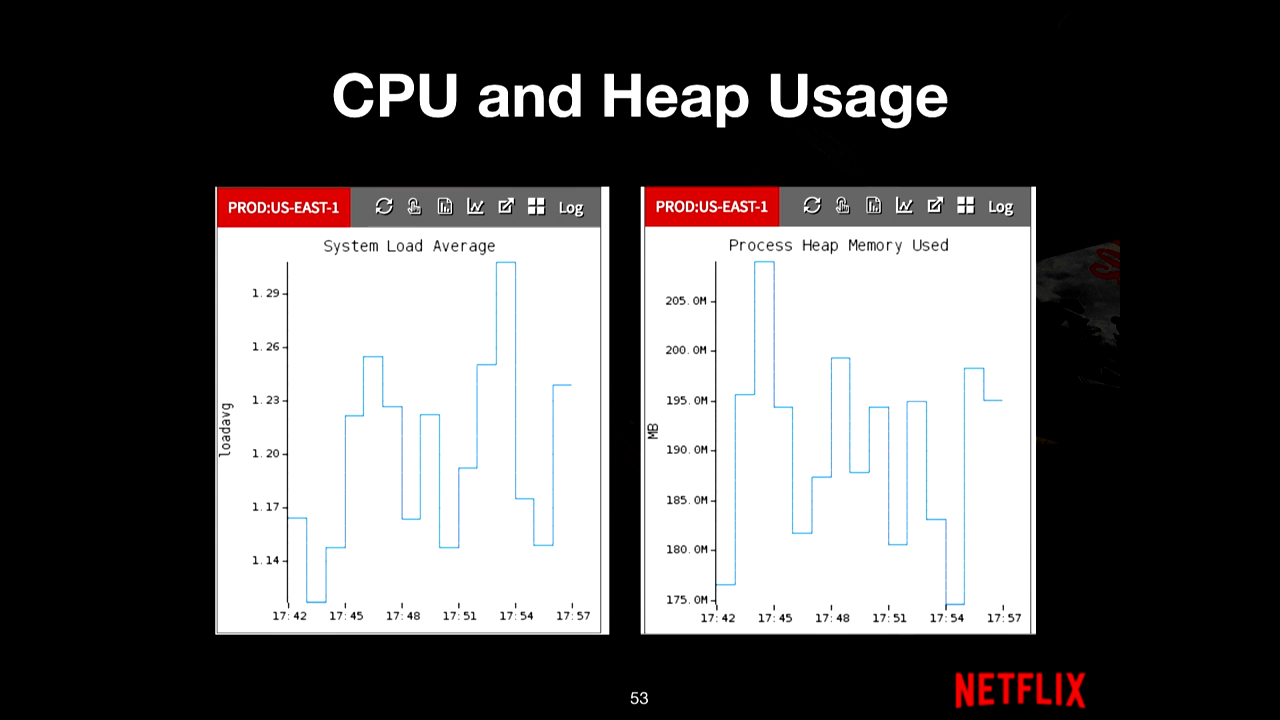 CPU and Heap Usage
PROD:US-EAST-1
Log
System Load Average
loadavg
1.29
1.26
1.23
1.20
1.17
1.14
17:42 17:45 17:48 17:51 17:54 17:57
PROD:US-EAST-1
Log
Process Heap Memory Used
MB
205.0M
200.0M
195.0M
190.0M
185.0M
180.0M
175.0M
17:42 17:45 17:48 17:51 17:54 17:57
53
NETFLIX